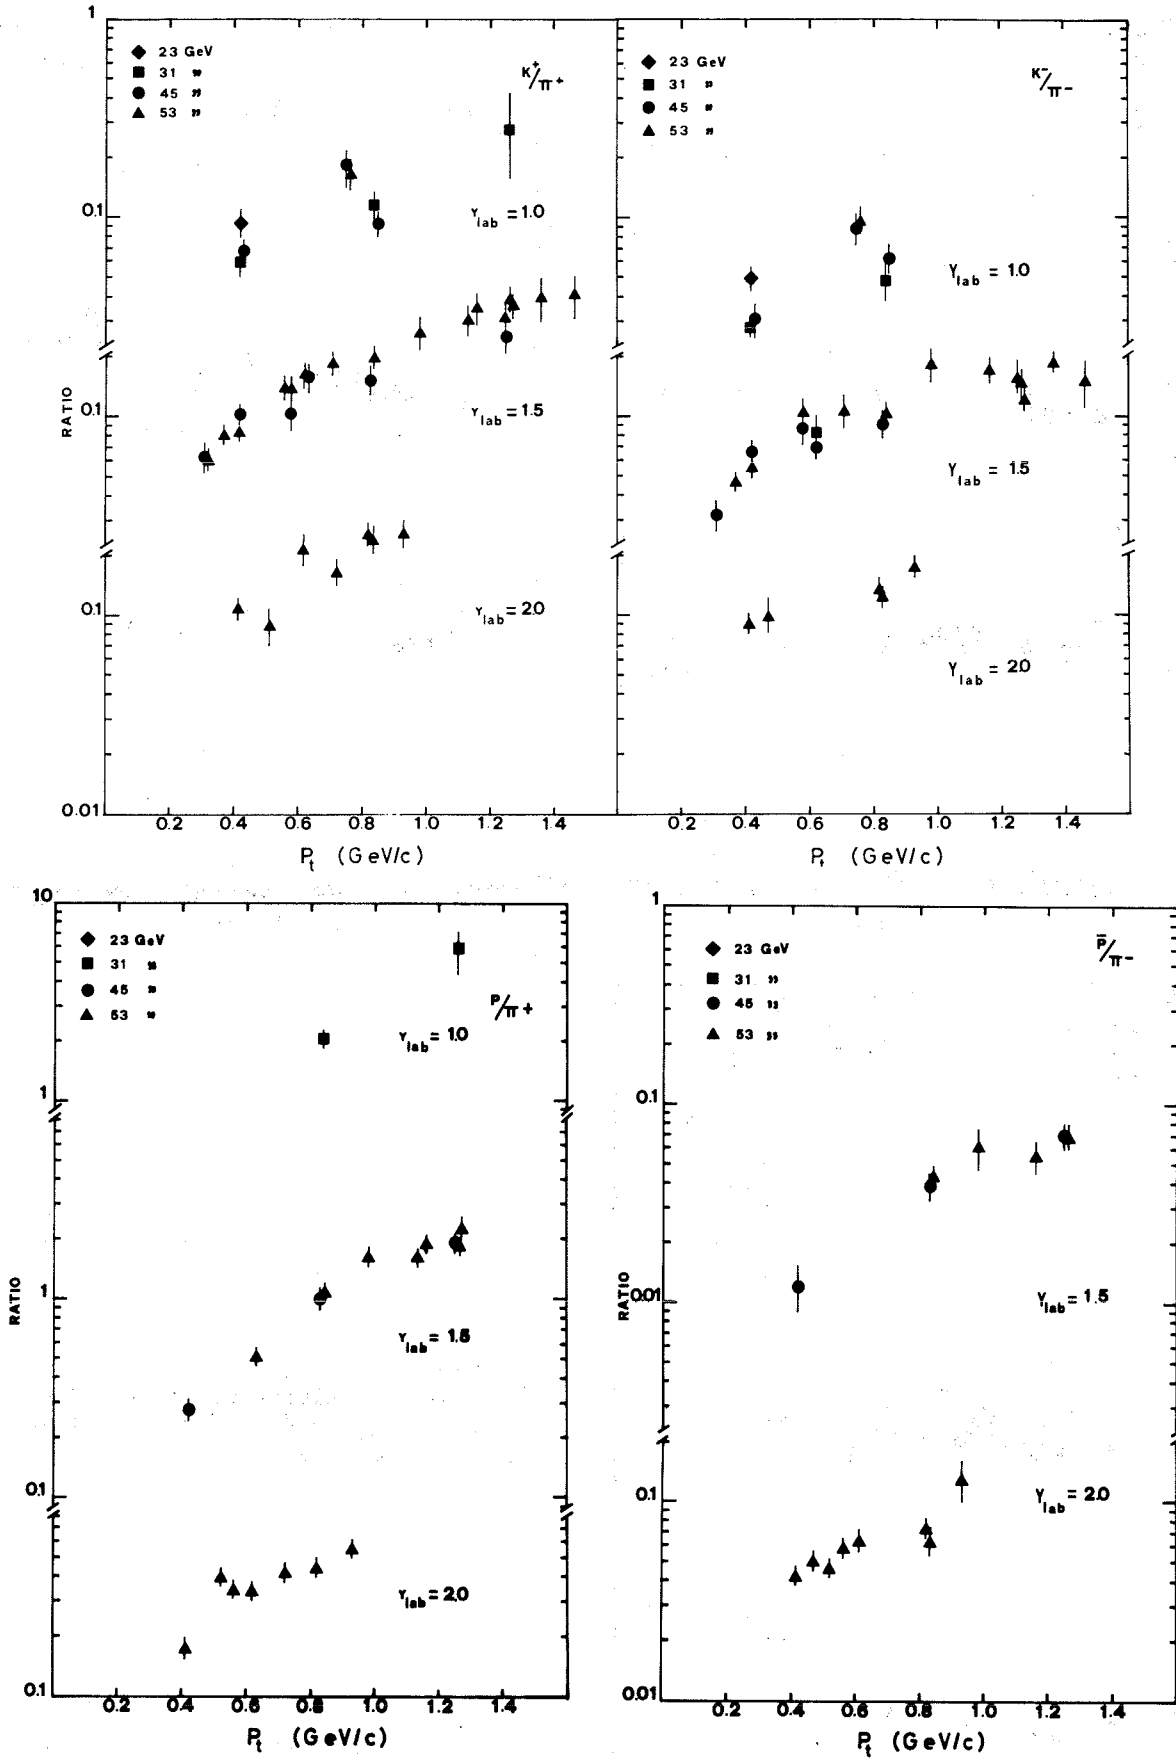 1
23 GeV
31 "
45 "
53 "
K+/π+
0.1
Ylab = 1.0
RATIO
0.1
Ylab = 1.5
0.1
Ylab = 2.0
0.01
0.2 0.4 0.6 0.8 1.0 1.2 1.4
Pt (GeV/c)
23 GeV
31 "
45 "
53 "
K-/π-
Ylab = 1.0
Ylab = 1.5
Ylab = 2.0
0.2 0.4 0.6 0.8 1.0 1.2 1.4
Pt (GeV/c)
10
23 GeV
31 "
45 "
53 "
P/π+
Ylab = 1.0
1
RATIO
1
Ylab = 1.5
0.1
Ylab = 2.0
0.1
0.2 0.4 0.6 0.8 1.0 1.2 1.4
Pt (GeV/c)
1
23 GeV
31 "
45 "
53 "
P̄/π-
0.1
RATIO
0.01
Ylab = 1.5
0.1
Ylab = 2.0
0.01
0.2 0.4 0.6 0.8 1.0 1.2 1.4
Pt (GeV/c)